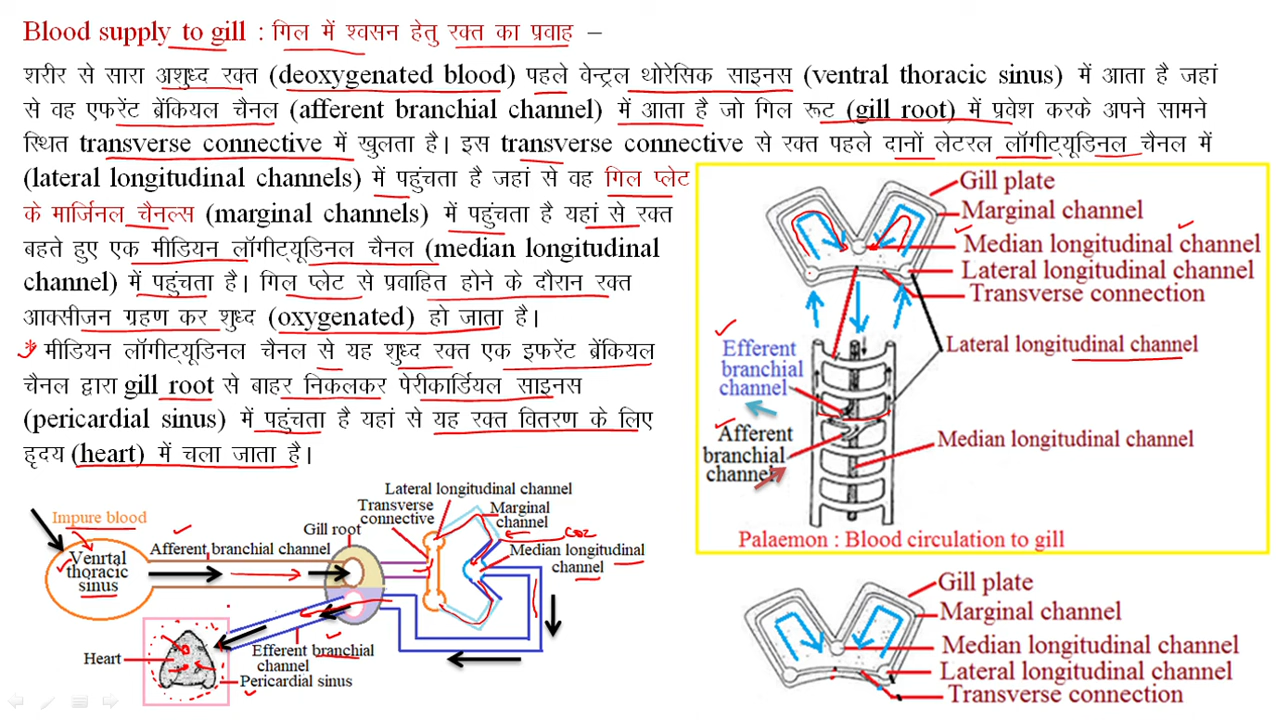 Blood supply to gill : गिल में श्वसन हेतु रक्त का प्रवाह –
शरीर से सारा अशुध्द रक्त (deoxygenated blood) पहले वेन्ट्रल थोरेसिक साइनस (ventral thoracic sinus) में आता है जहां
से वह एफरेंट ब्रेंकियल चैनल (afferent branchial channel) में आता है जो गिल रूट (gill root) में प्रवेश करके अपने सामने
स्थित transverse connective में खुलता है। इस transverse connective से रक्त पहले दानों लेटरल लॉगीट्यूडिनल चैनल में
(lateral longitudinal channels) में पहुंचता है जहां से वह गिल प्लेट
के मार्जिनल चैनल्स (marginal channels) में पहुंचता है यहां से रक्त
बहते हुए एक मीडियन लॉगीट्यूडिनल चैनल (median longitudinal
channel) में पहुंचता है। गिल प्लेट से प्रवाहित होने के दौरान रक्त
आक्सीजन ग्रहण कर शुध्द (oxygenated) हो जाता है।
मीडियन लॉगीट्यूडिनल चैनल से यह शुध्द रक्त एक इफरेंट ब्रेंकियल
चैनल द्वारा gill root से बाहर निकलकर पेरीकार्डियल साइनस
(pericardial sinus) में पहुंचता है यहां से यह रक्त वितरण के लिए
हृदय (heart) में चला जाता है।
Gill plate
Marginal channel
Median longitudinal channel
Lateral longitudinal channel
Transverse connection
Lateral longitudinal channel
Efferent
branchial
channel
Afferent
branchial
channel
Median longitudinal channel
Palaemon : Blood circulation to gill
Impure blood
Venrtal
thoracic
sinus
Afferent branchial channel
Gill root
Transverse
connective
Lateral longitudinal channel
Marginal
channel
CO2
Median longitudinal
channel
Heart
Efferent branchial
channel
Pericardial sinus
Gill plate
Marginal channel
Median longitudinal channel
Lateral longitudinal channel
Transverse connection